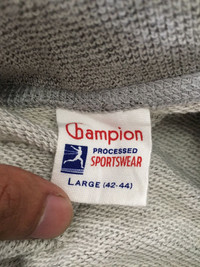 Champion
PROCESSED
SPORTSWEAR
LARGE (42-44)